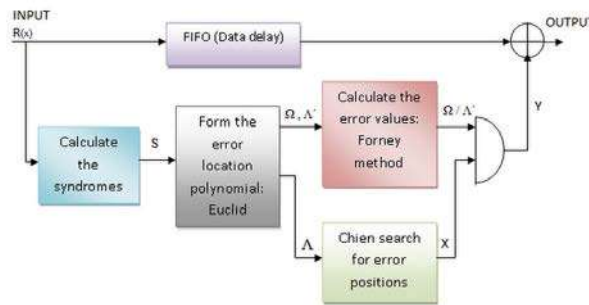 INPUT
OUTPUT
R(x)
FIFO (Data delay)
Calculate
the
syndromes
S
Form the
error
location
polynomial:
Euclid
Ω , Λ'
Calculate the
error values:
Forney
method
Ω / Λ'
Y
Λ
Chien search
for error
positions
X